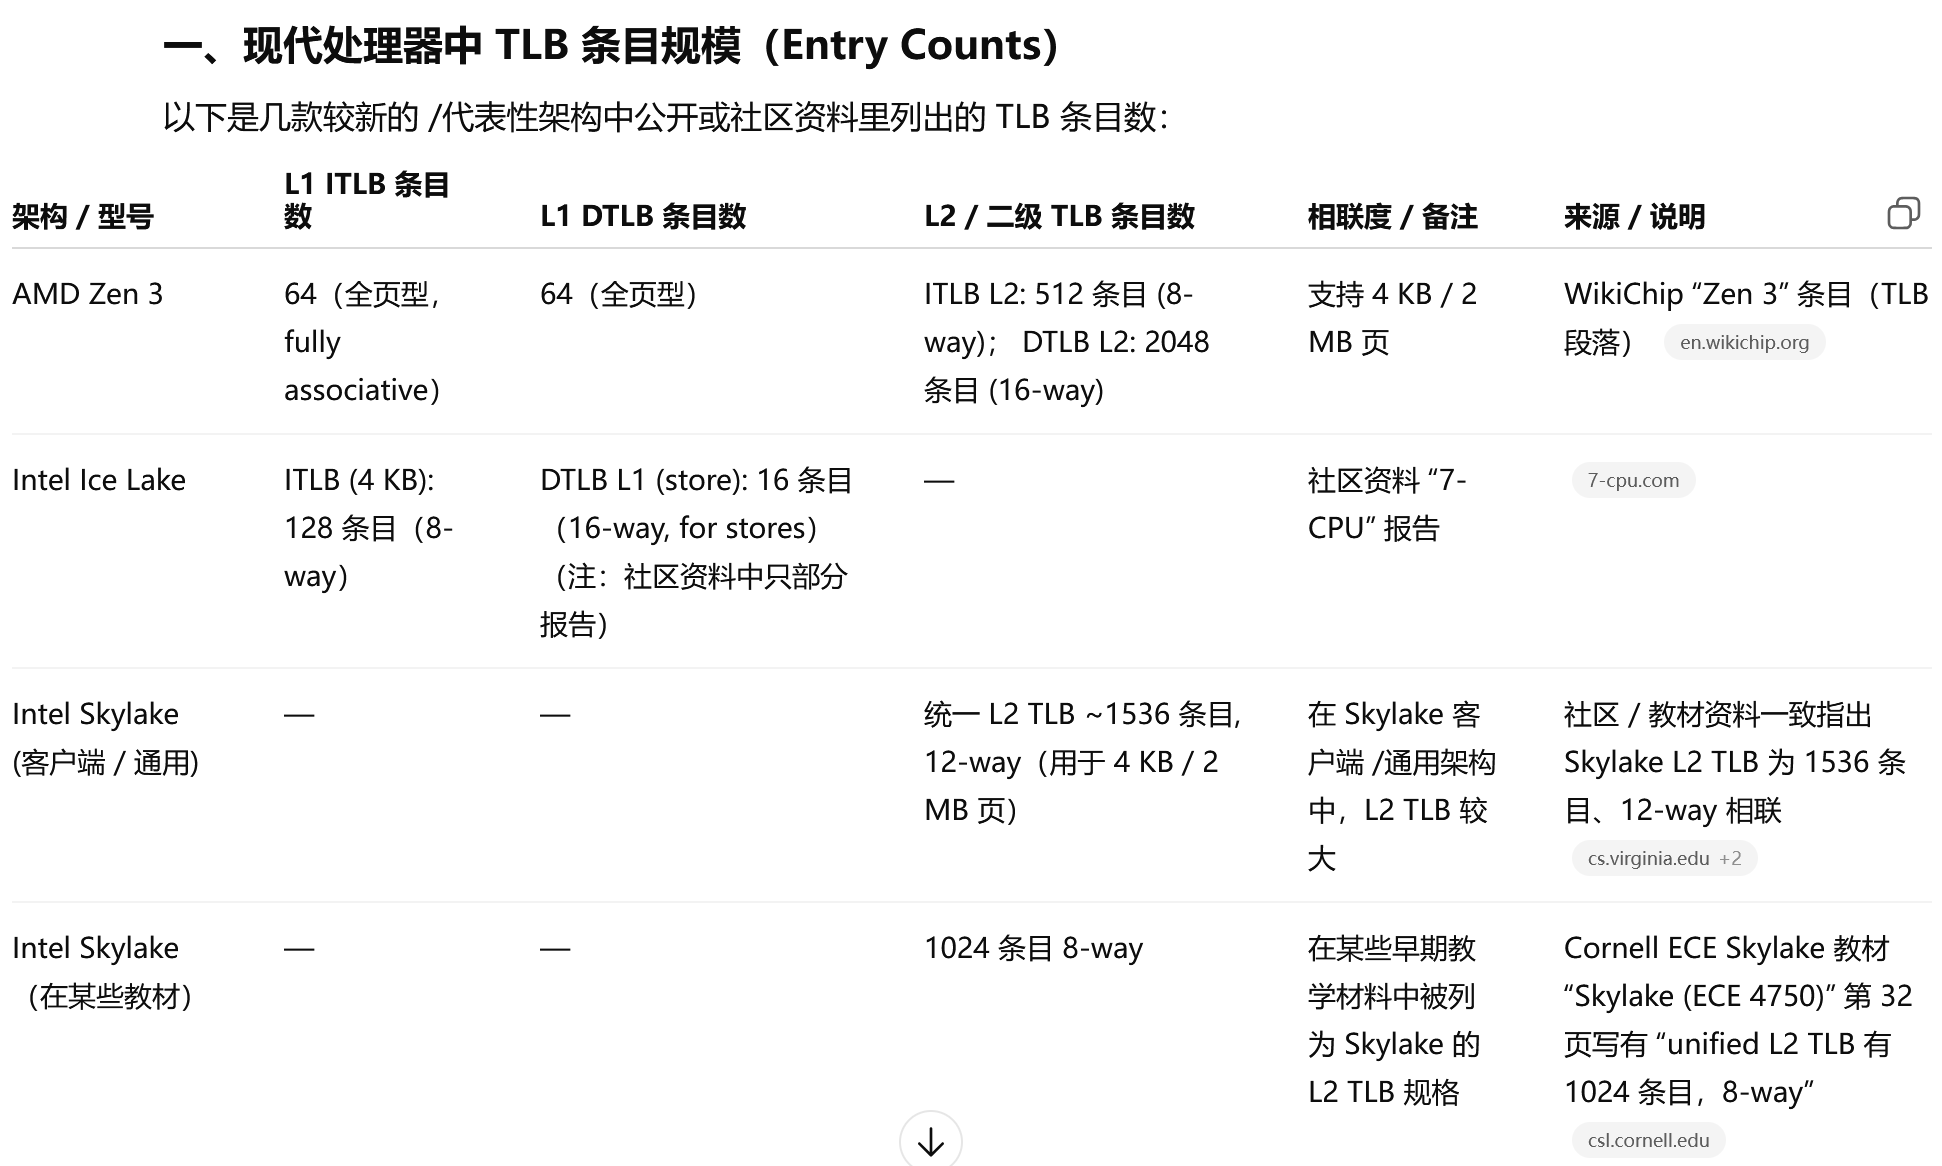 一、现代处理器中 TLB 条目规模（Entry Counts）
以下是几款较新的 /代表性架构中公开或社区资料里列出的 TLB 条目数：
架构 / 型号
L1 ITLB 条目
数
L1 DTLB 条目数
L2 / 二级 TLB 条目数
相联度 / 备注
来源 / 说明
AMD Zen 3
64（全页型，
fully
associative）
64（全页型）
ITLB L2: 512 条目 (8-
way)； DTLB L2: 2048
条目 (16-way)
支持 4 KB / 2
MB 页
WikiChip “Zen 3” 条目（TLB
段落） en.wikichip.org
Intel Ice Lake
ITLB (4 KB):
128 条目（8-
way）
DTLB L1 (store): 16 条目
（16-way, for stores）
（注：社区资料中只部分
报告）
—
社区资料 “7-
CPU” 报告
7-cpu.com
Intel Skylake
(客户端 / 通用)
—
—
统一 L2 TLB ~1536 条目,
12-way（用于 4 KB / 2
MB 页）
在 Skylake 客
户端 /通用架构
中，L2 TLB 较
大
社区 / 教材资料一致指出
Skylake L2 TLB 为 1536 条
目、12-way 相联
cs.virginia.edu +2
Intel Skylake
（在某些教材）
—
—
1024 条目 8-way
在某些早期教
学材料中被列
为 Skylake 的
L2 TLB 规格
Cornell ECE Skylake 教材
“Skylake (ECE 4750)” 第 32
页写有 “unified L2 TLB 有
1024 条目，8-way”
csl.cornell.edu